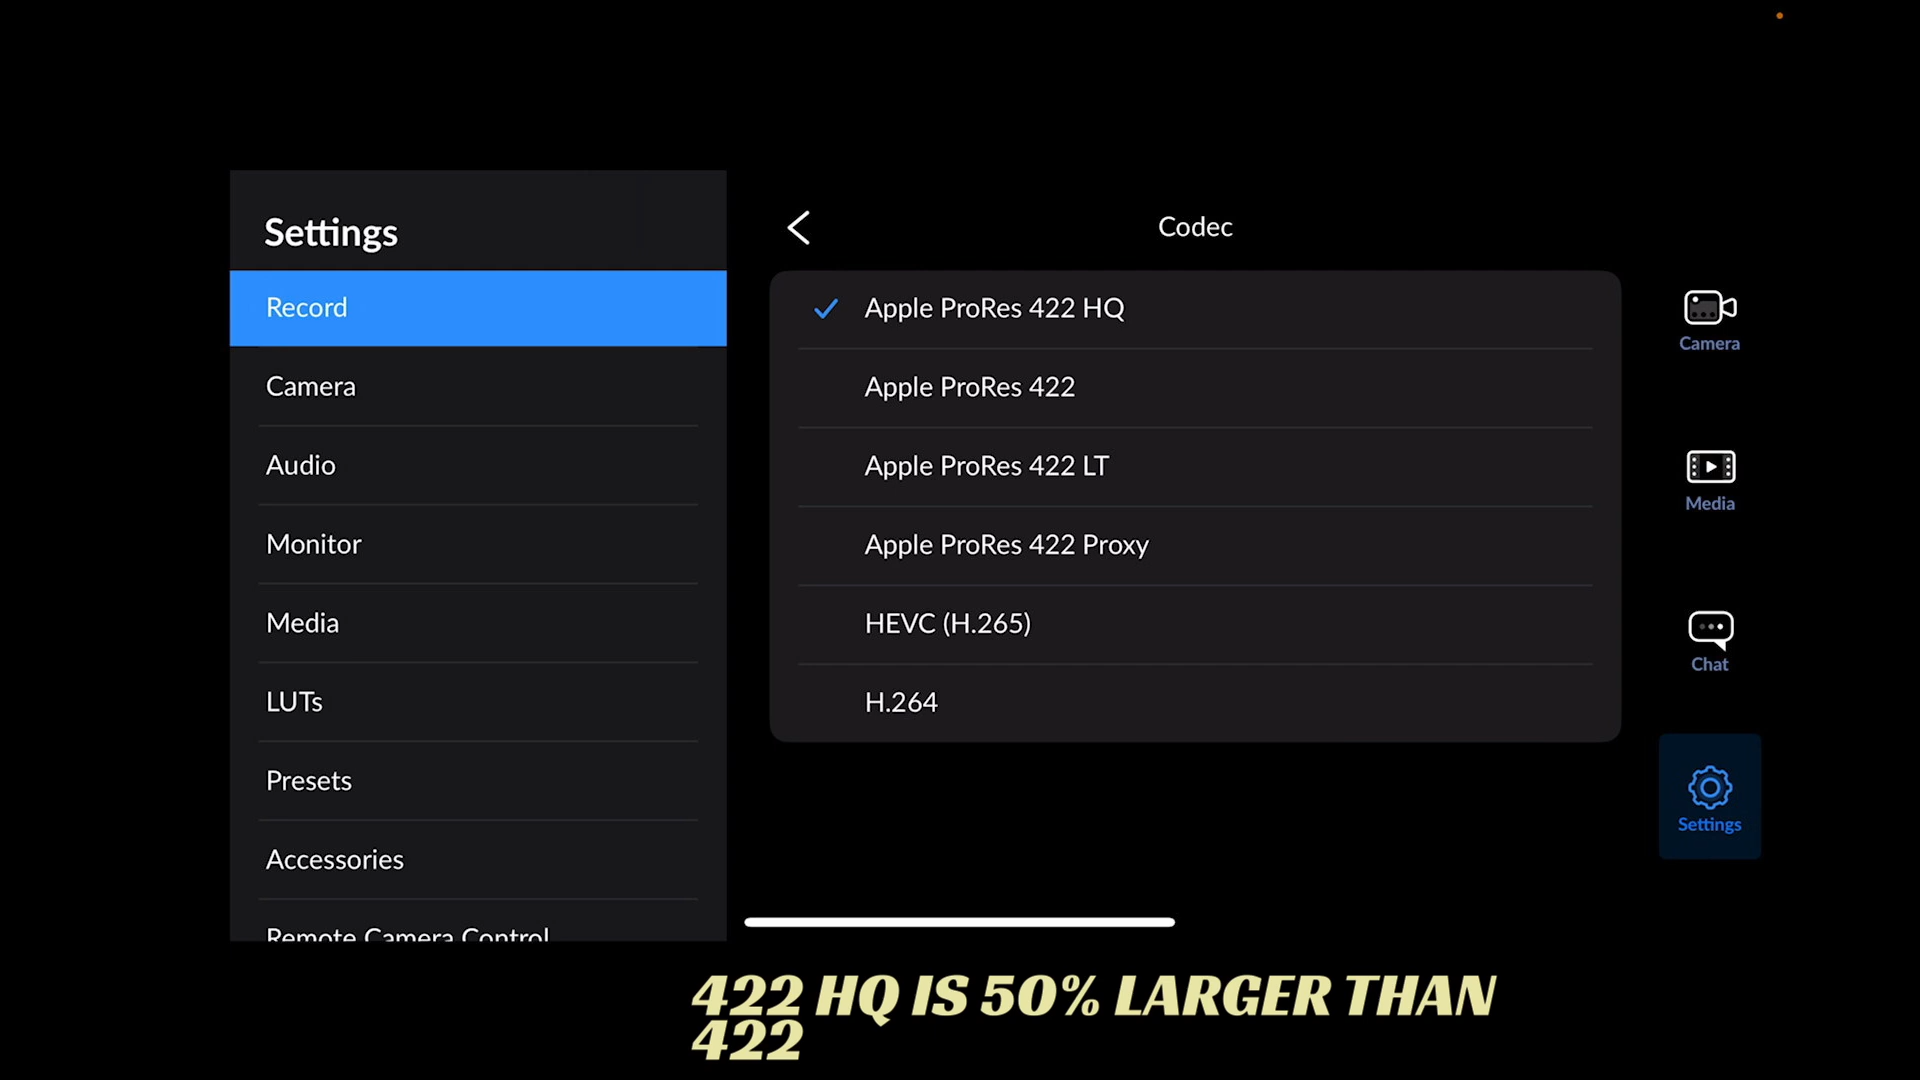 Settings
Record
Camera
Audio
Monitor
Media
LUTs
Presets
Accessories
Remote Camera Control
Codec
Apple ProRes 422 HQ
Apple ProRes 422
Apple ProRes 422 LT
Apple ProRes 422 Proxy
HEVC (H.265)
H.264
Camera
Media
Chat
Settings
422 HQ IS 50% LARGER THAN
422